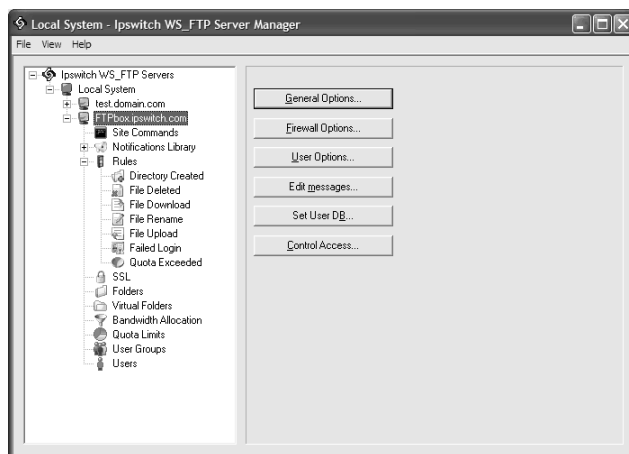 Local System - Ipswitch WS_FTP Server Manager
File View Help
Ipswitch WS_FTP Servers
Local System
test.domain.com
FTPbox.ipswitch.com
Site Commands
Notifications Library
Rules
Directory Created
File Deleted
File Download
File Rename
File Upload
Failed Login
Quota Exceeded
SSL
Folders
Virtual Folders
Bandwidth Allocation
Quota Limits
User Groups
Users
General Options...
Firewall Options...
User Options...
Edit messages...
Set User DB...
Control Access...